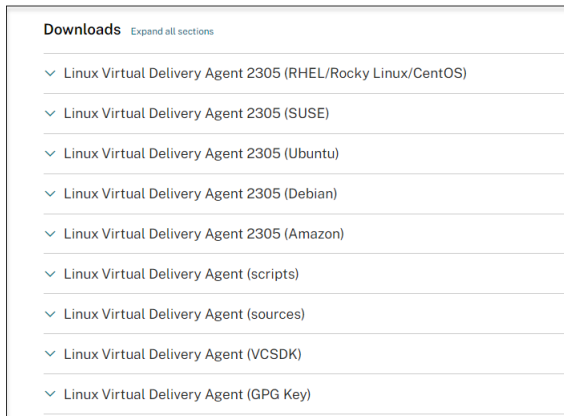 Downloads Expand all sections
Linux Virtual Delivery Agent 2305 (RHEL/Rocky Linux/CentOS)
Linux Virtual Delivery Agent 2305 (SUSE)
Linux Virtual Delivery Agent 2305 (Ubuntu)
Linux Virtual Delivery Agent 2305 (Debian)
Linux Virtual Delivery Agent 2305 (Amazon)
Linux Virtual Delivery Agent (scripts)
Linux Virtual Delivery Agent (sources)
Linux Virtual Delivery Agent (VCSDK)
Linux Virtual Delivery Agent (GPG Key)